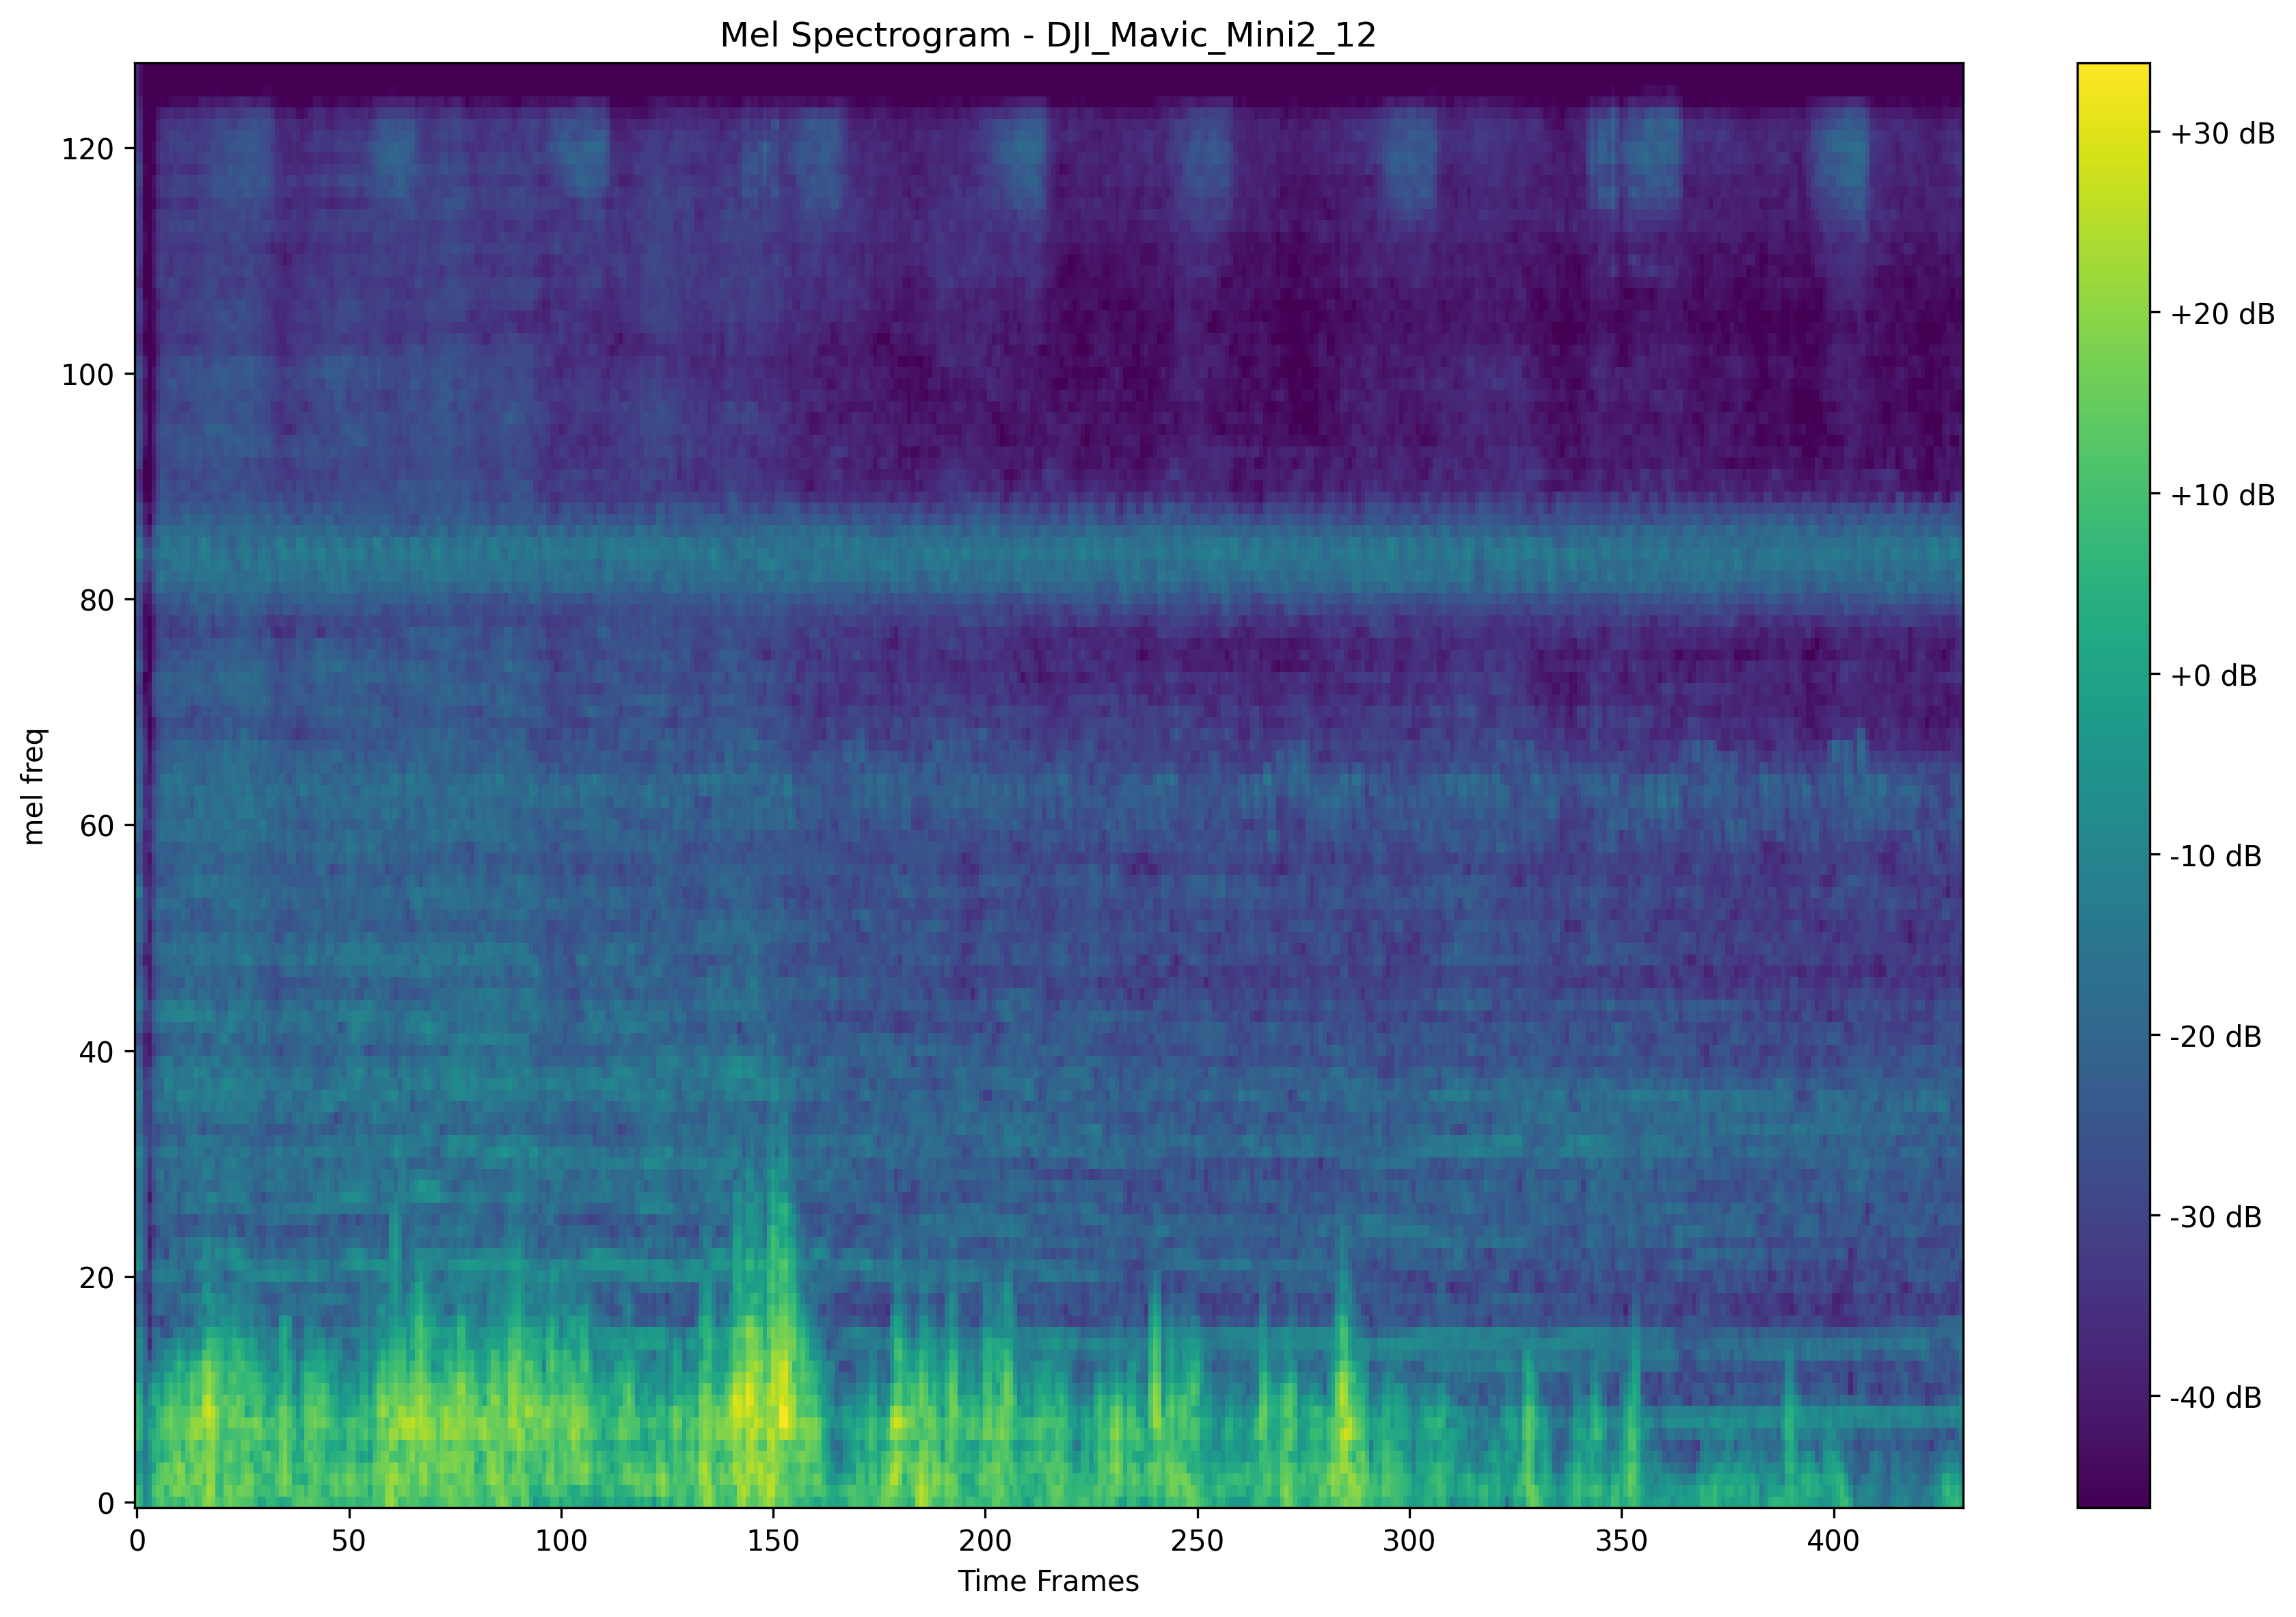 Mel Spectrogram - DJI_Mavic_Mini2_12
mel freq
120
100
80
60
40
20
0
0 50 100 150 200 250 300 350 400
Time Frames
+30 dB
+20 dB
+10 dB
+0 dB
-10 dB
-20 dB
-30 dB
-40 dB